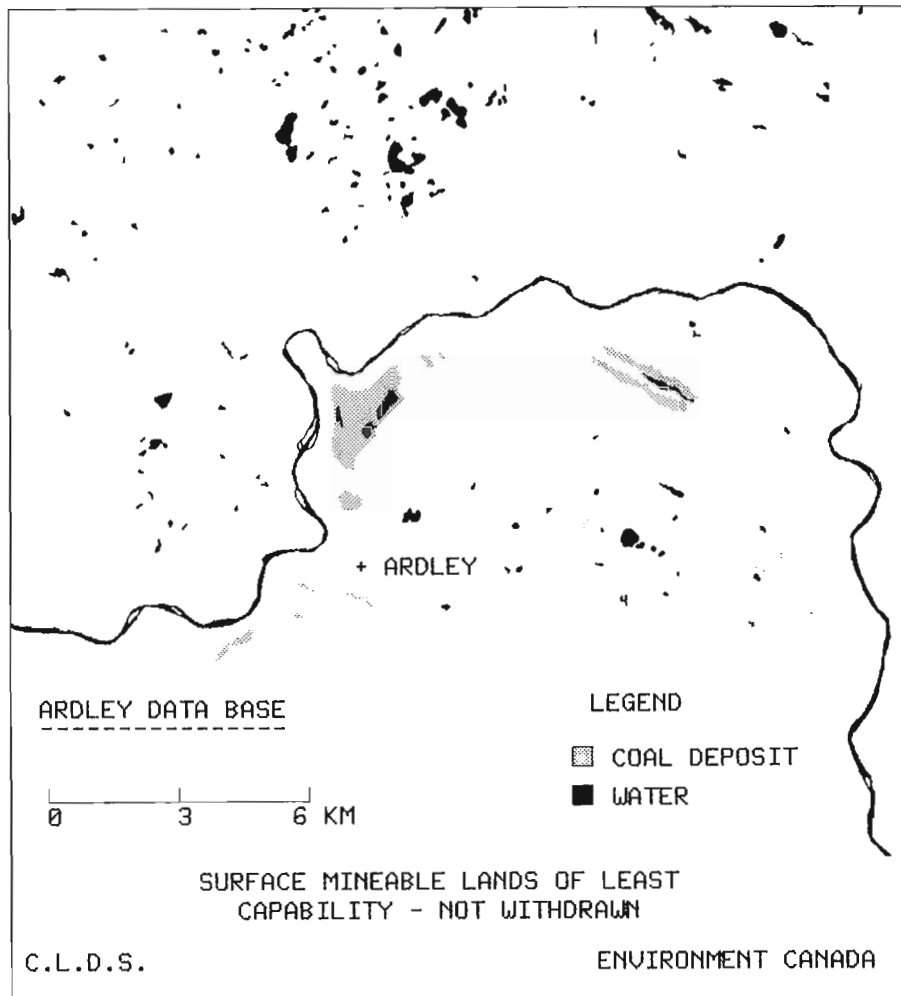 + ARDLEY
ARDLEY DATA BASE
LEGEND
COAL DEPOSIT
WATER
0 3 6 KM
SURFACE MINEABLE LANDS OF LEAST
CAPABILITY - NOT WITHDRAWN
C.L.D.S.
ENVIRONMENT CANADA